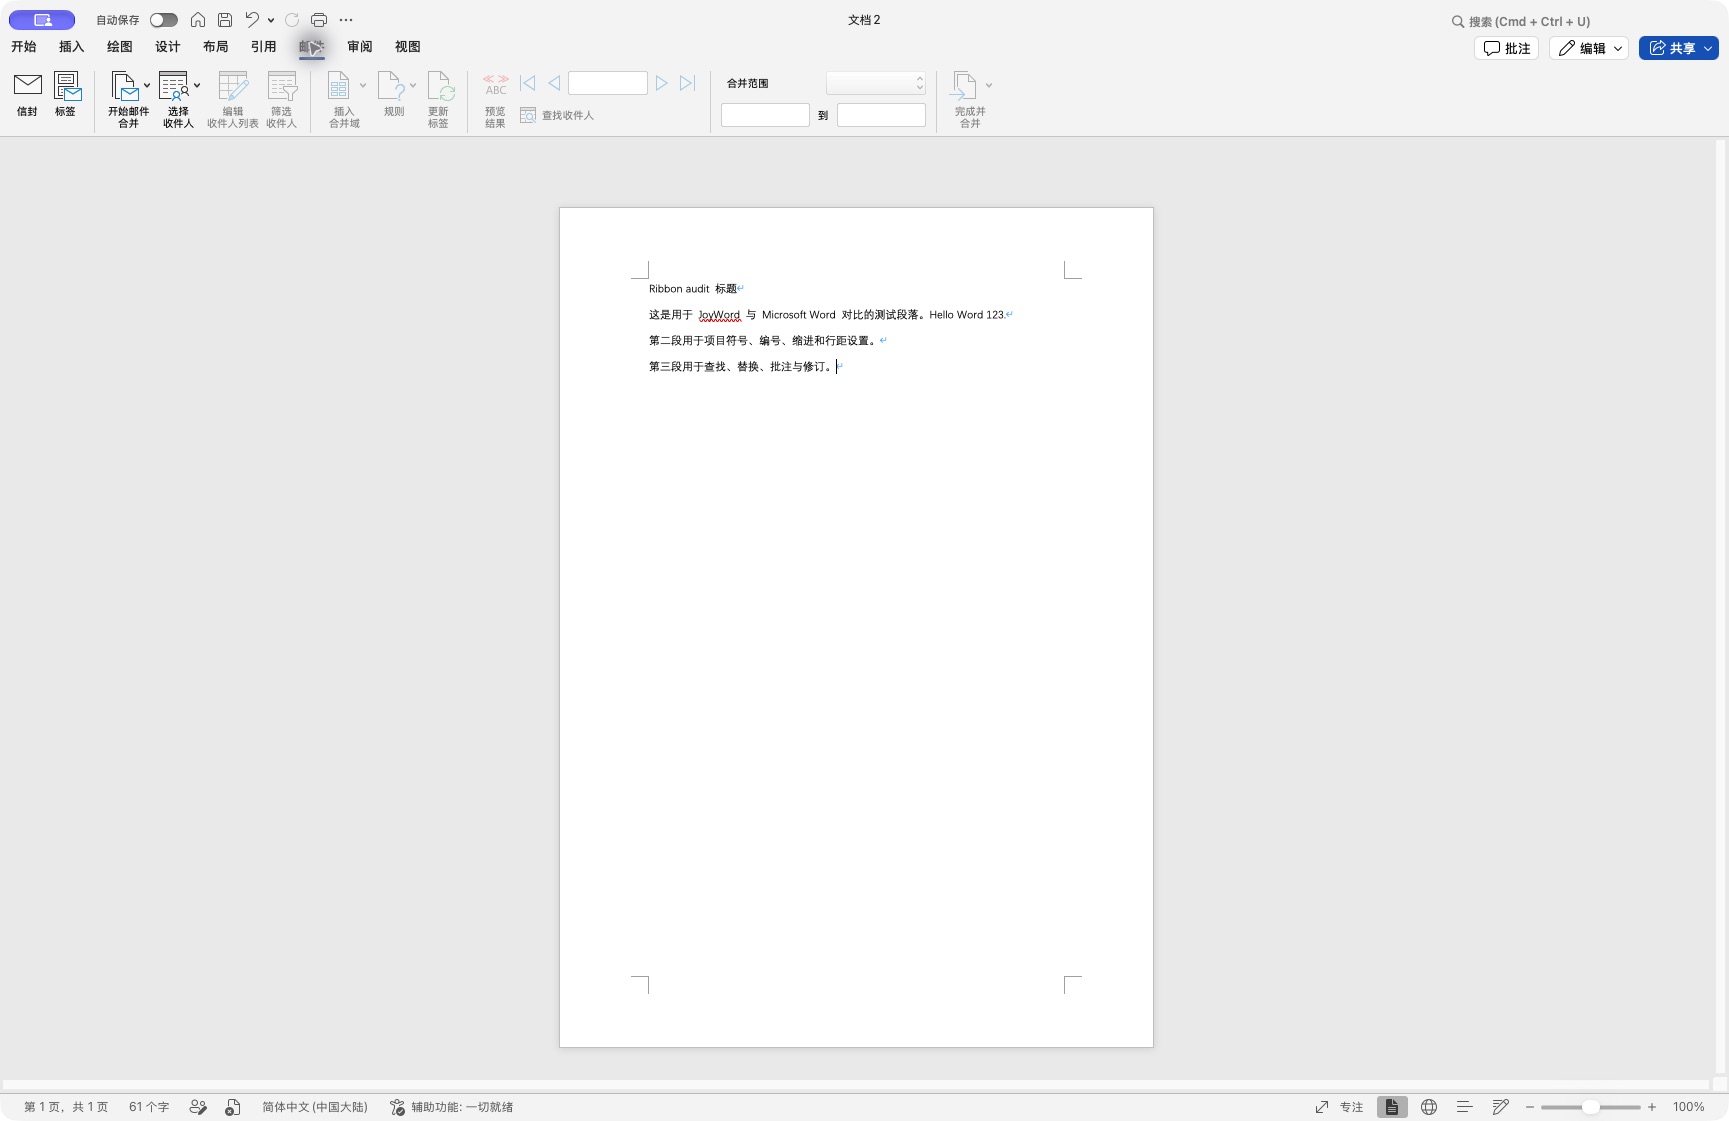 自动保存
文档 2
搜索 (Cmd + Ctrl + U)
开始 插入 绘图 设计 布局 引用 审阅 视图
批注 编辑 共享
信封 标签
开始邮件
合并
选择
收件人
编辑
收件人列表
筛选
收件人
插入
合并域
规则
更新
标签
ABC
预览
结果
查找收件人
合并范围
到
完成并
合并
Ribbon audit 标题
这是用于 JoyWord 与 Microsoft Word 对比的测试段落。Hello Word 123.
第二段用于项目符号、编号、缩进和行距设置。
第三段用于查找、替换、批注与修订。
第 1 页，共 1 页 61 个字 简体中文 (中国大陆) 辅助功能: 一切就绪 专注 100%